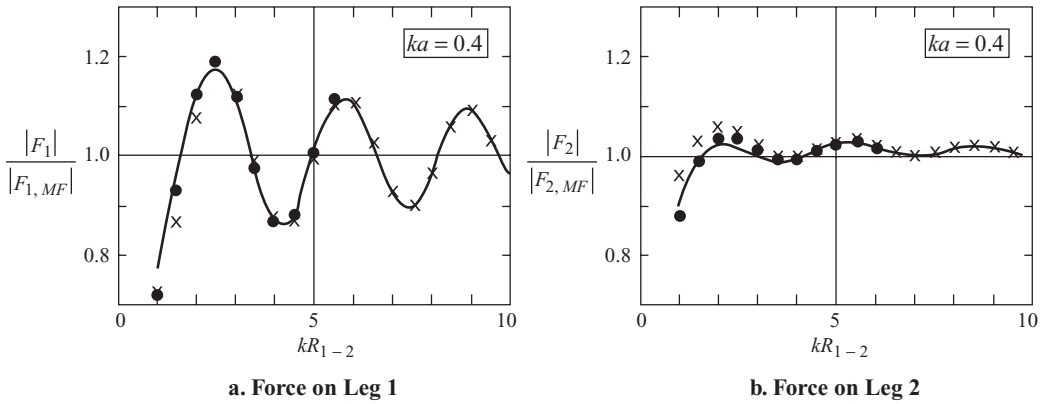 ka = 0.4
1.2
1.0
0.8
|F1|
|F1, MF|
0
5
10
kR1 – 2
a. Force on Leg 1
ka = 0.4
1.2
1.0
0.8
|F2|
|F2, MF|
0
5
10
kR1 – 2
b. Force on Leg 2